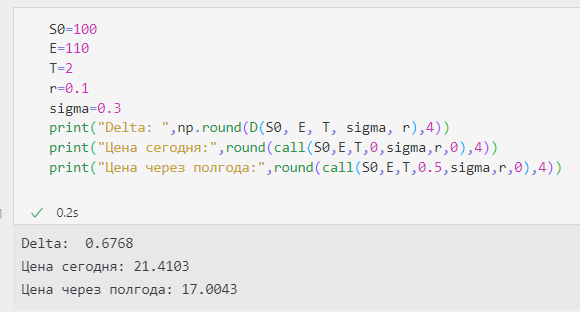 S0=100
E=110
T=2
r=0.1
sigma=0.3
print("Delta: ",np.round(D(S0, E, T, sigma, r),4))
print("Цена сегодня:",round(call(S0,E,T,0,sigma,r,0),4))
print("Цена через полгода:",round(call(S0,E,T,0.5,sigma,r,0),4))
0.2s
Delta:  0.6768
Цена сегодня: 21.4103
Цена через полгода: 17.0043